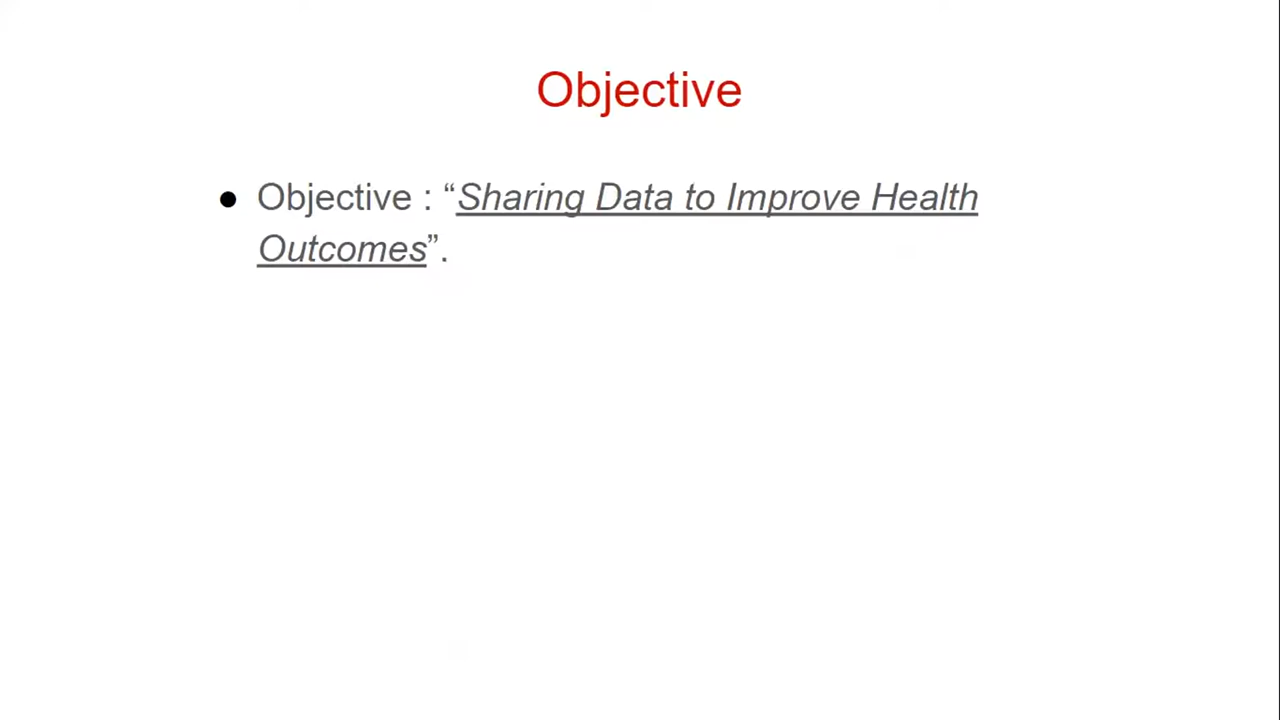 Objective
● Objective : “Sharing Data to Improve Health
Outcomes”.